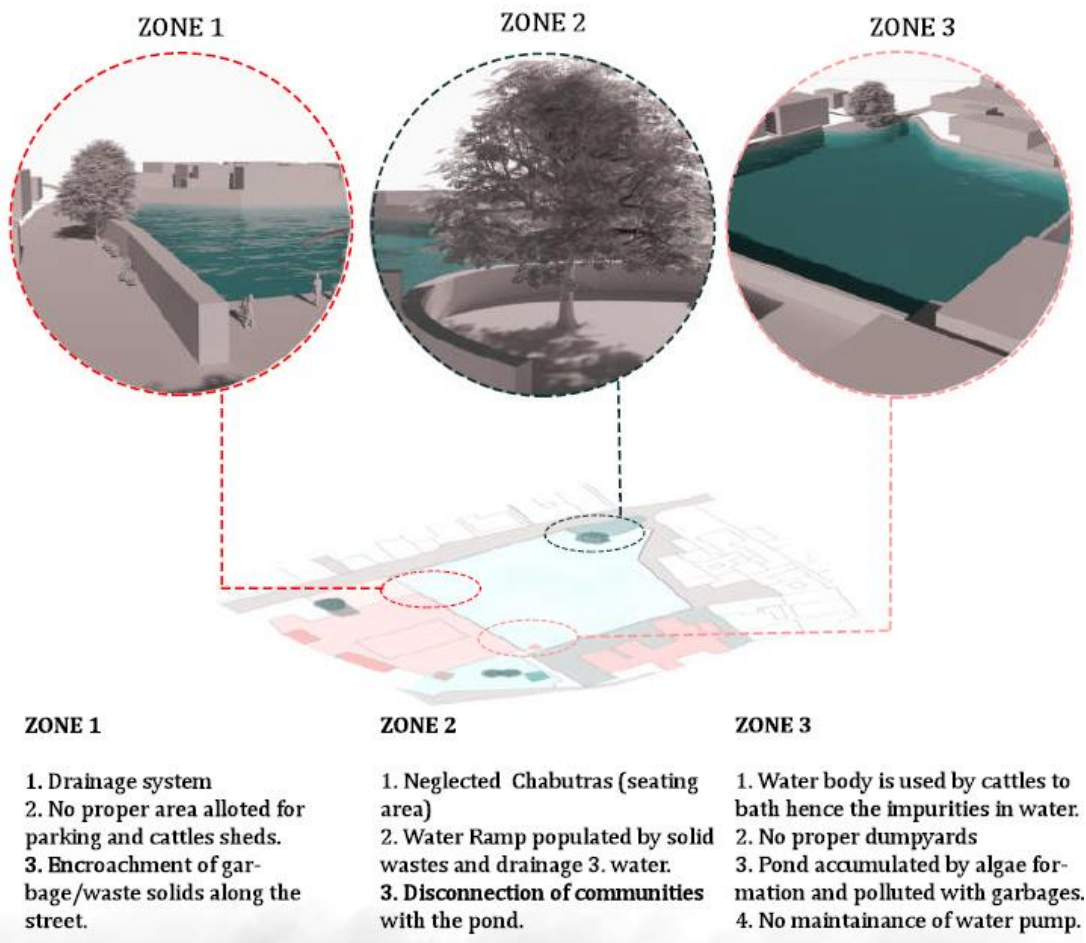 ZONE 1
ZONE 2
ZONE 3
ZONE 1
1. Drainage system
2. No proper area alloted for
parking and cattles sheds.
3. Encroachment of gar-
bage/waste solids along the
street.
ZONE 2
1. Neglected Chabutras (seating
area)
2. Water Ramp populated by solid
wastes and drainage 3. water.
3. Disconnection of communities
with the pond.
ZONE 3
1. Water body is used by cattles to
bath hence the impurities in water.
2. No proper dumpyards
3. Pond accumulated by algae for-
mation and polluted with garbages.
4. No maintainance of water pump.